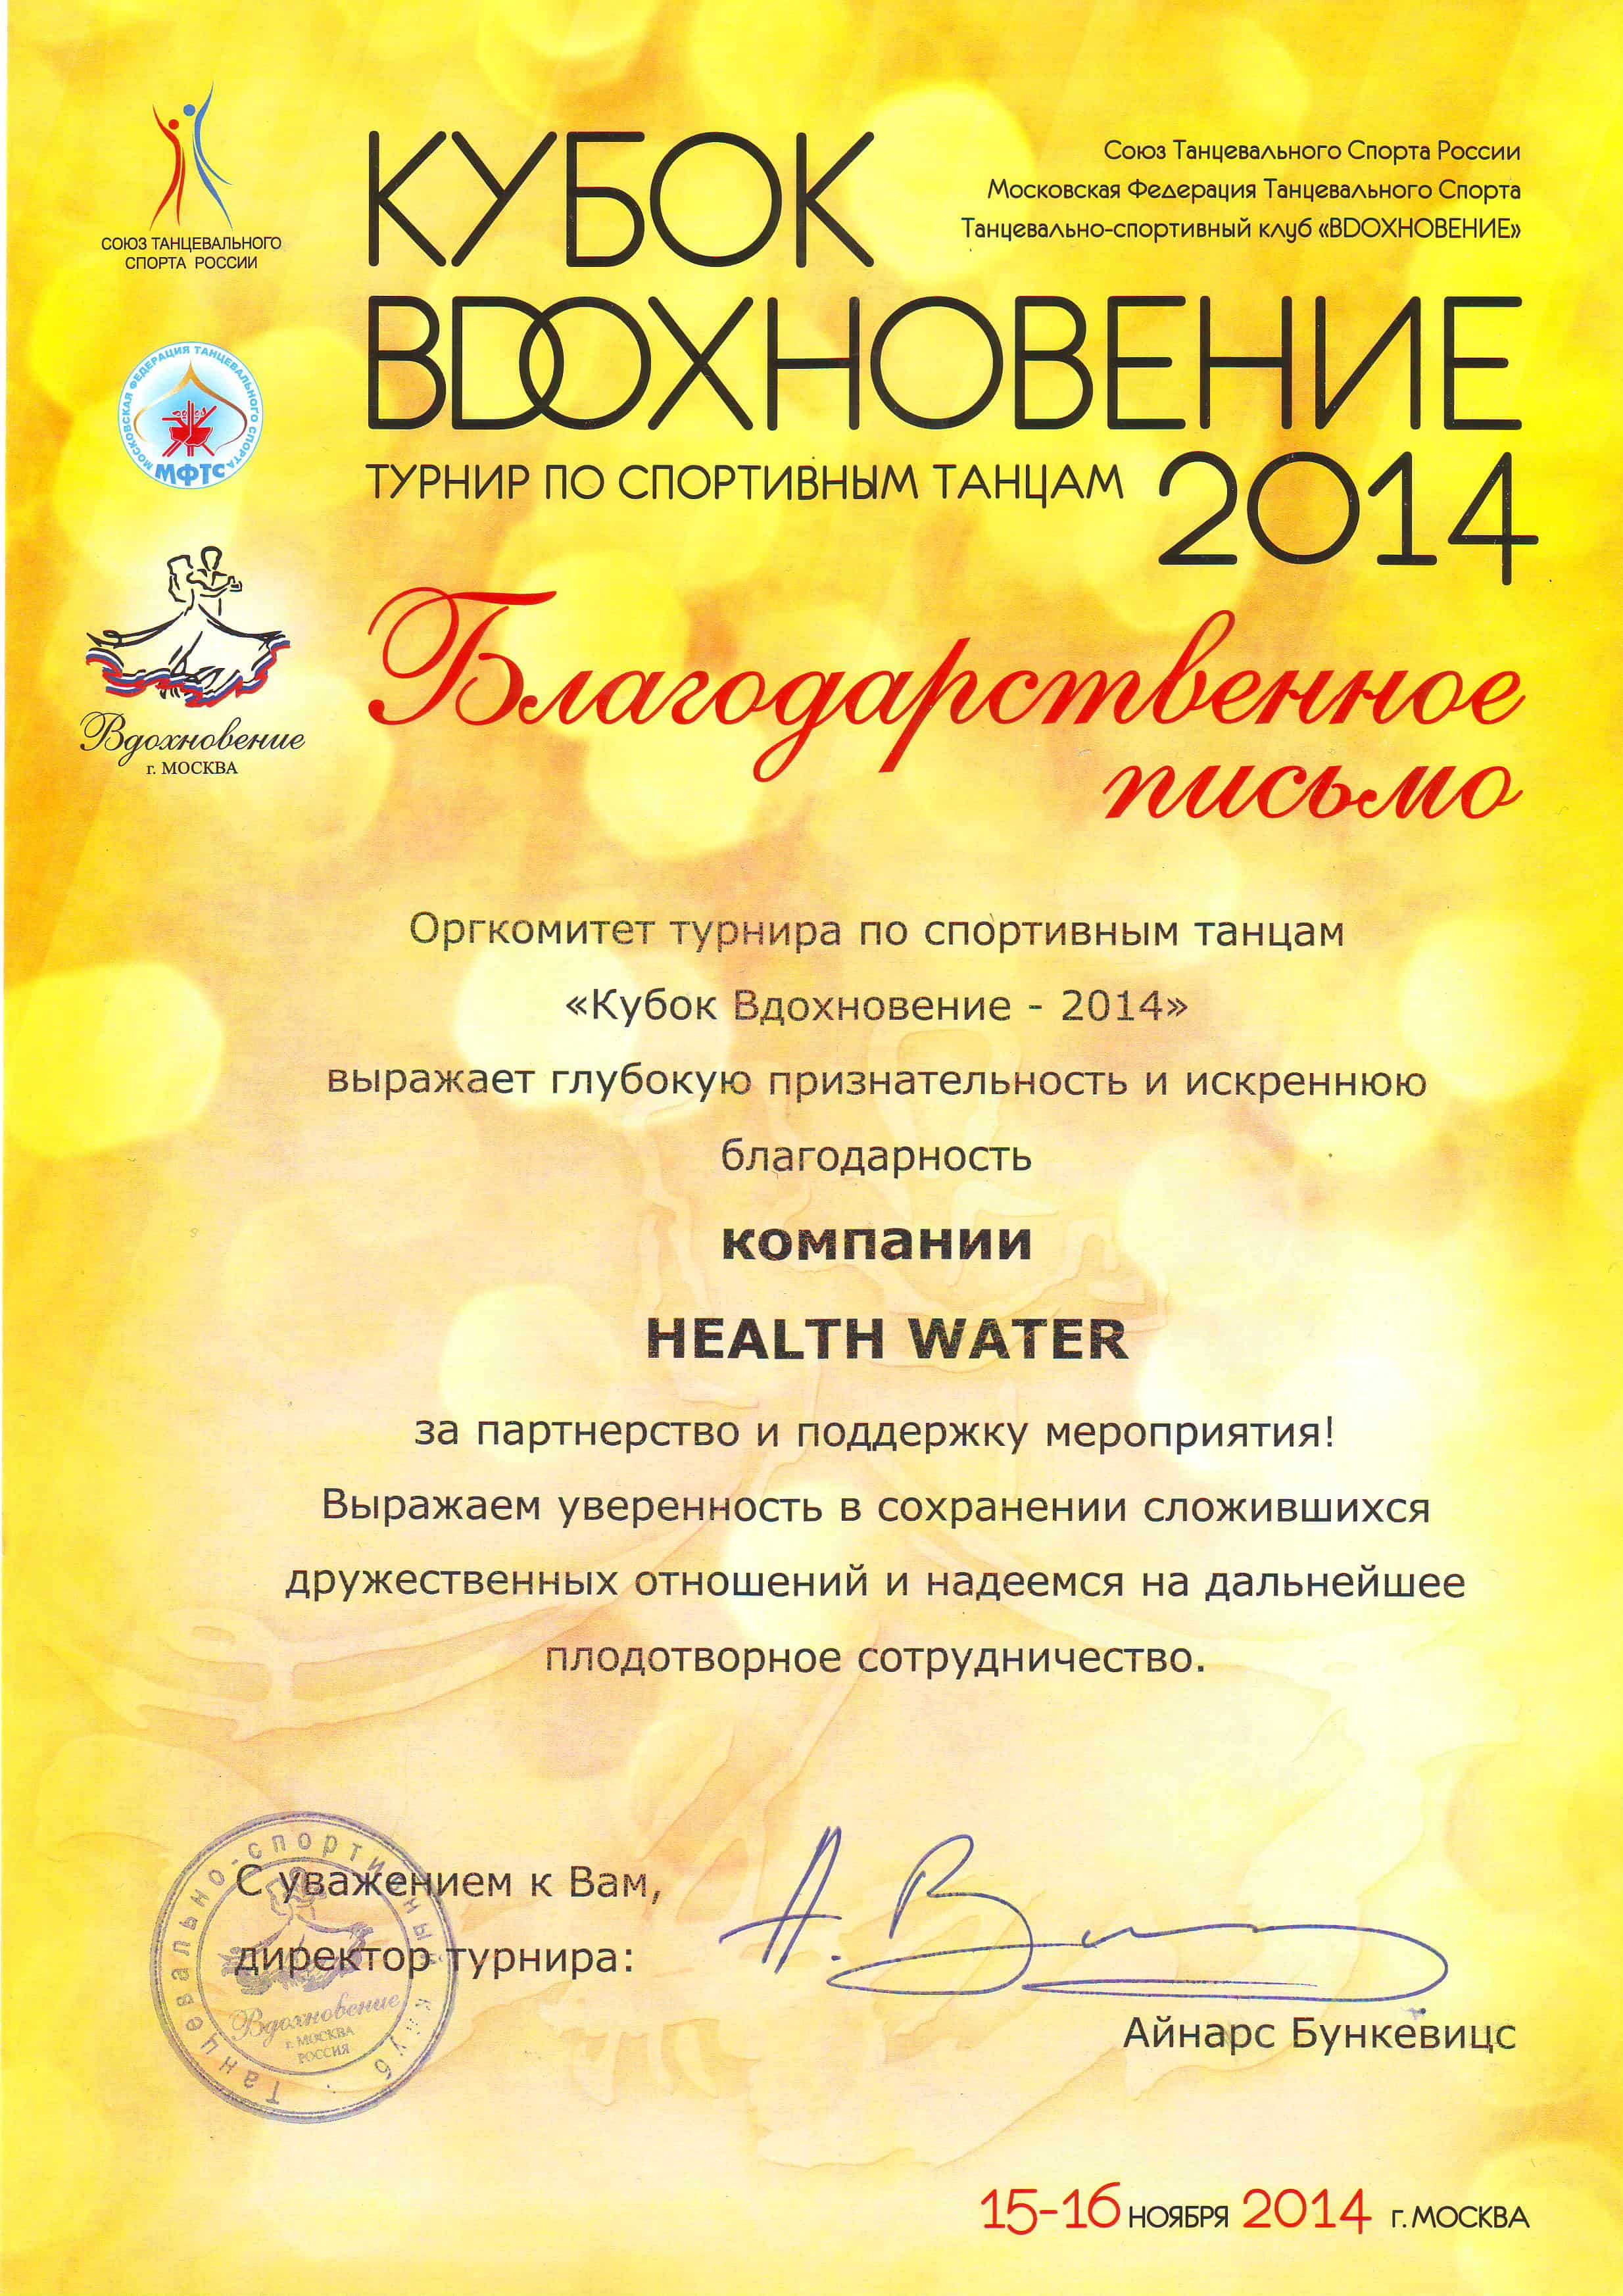 СОЮЗ ТАНЦЕВАЛЬНОГО
СПОРТА РОССИИ
КУБОК
Союз Танцевального Спорта России
Московская Федерация Танцевального Спорта
Танцевально-спортивный клуб «ВDОХНОВЕНИЕ»
ВDОХНОВЕНИЕ
МОСКОВСКАЯ ФЕДЕРАЦИЯ ТАНЦЕВАЛЬНОГО СПОРТА
МФТС
ТУРНИР ПО СПОРТИВНЫМ ТАНЦАМ 2014
Вдохновение
г. МОСКВА
Благодарственное
письмо
Оргкомитет турнира по спортивным танцам
«Кубок Вдохновение - 2014»
выражает глубокую признательность и искреннюю
благодарность
компании
HEALTH WATER
за партнерство и поддержку мероприятия!
Выражаем уверенность в сохранении сложившихся
дружественных отношений и надеемся на дальнейшее
плодотворное сотрудничество.
С уважением к Вам,
директор турнира:
Танцевально-спортивный клуб
Вдохновение
г. МОСКВА
РОССИЯ
Айнарс Бункевицс
15-16 НОЯБРЯ 2014 г. МОСКВА